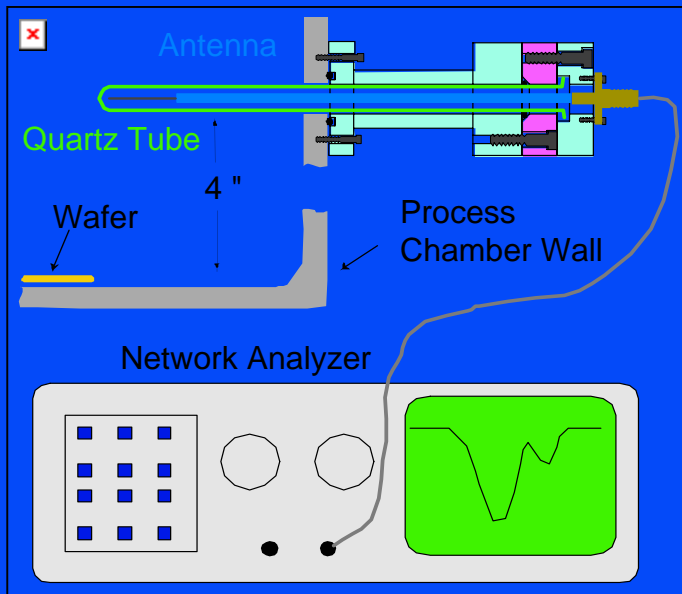 Antenna
Quartz Tube
4 "
Wafer
Process
Chamber Wall
Network Analyzer